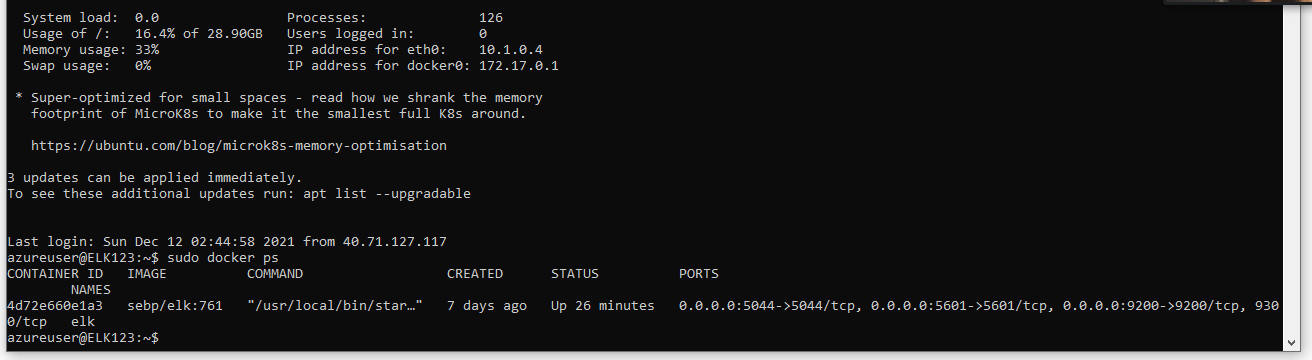 System load:  0.0                Processes:              126
Usage of /:   16.4% of 28.90GB   Users logged in:        0
Memory usage: 33%                IP address for eth0:    10.1.0.4
Swap usage:   0%                 IP address for docker0: 172.17.0.1
* Super-optimized for small spaces - read how we shrank the memory
footprint of MicroK8s to make it the smallest full K8s around.
https://ubuntu.com/blog/microk8s-memory-optimisation
3 updates can be applied immediately.
To see these additional updates run: apt list --upgradable
Last login: Sun Dec 12 02:44:58 2021 from 40.71.127.117
azureuser@ELK123:~$ sudo docker ps
CONTAINER ID   IMAGE          COMMAND                  CREATED      STATUS          PORTS
NAMES
4d72e660e1a3   sebp/elk:761   "/usr/local/bin/star…"   7 days ago   Up 26 minutes   0.0.0.0:5044->5044/tcp, 0.0.0.0:5601->5601/tcp, 0.0.0.0:9200->9200/tcp, 930
0/tcp   elk
azureuser@ELK123:~$